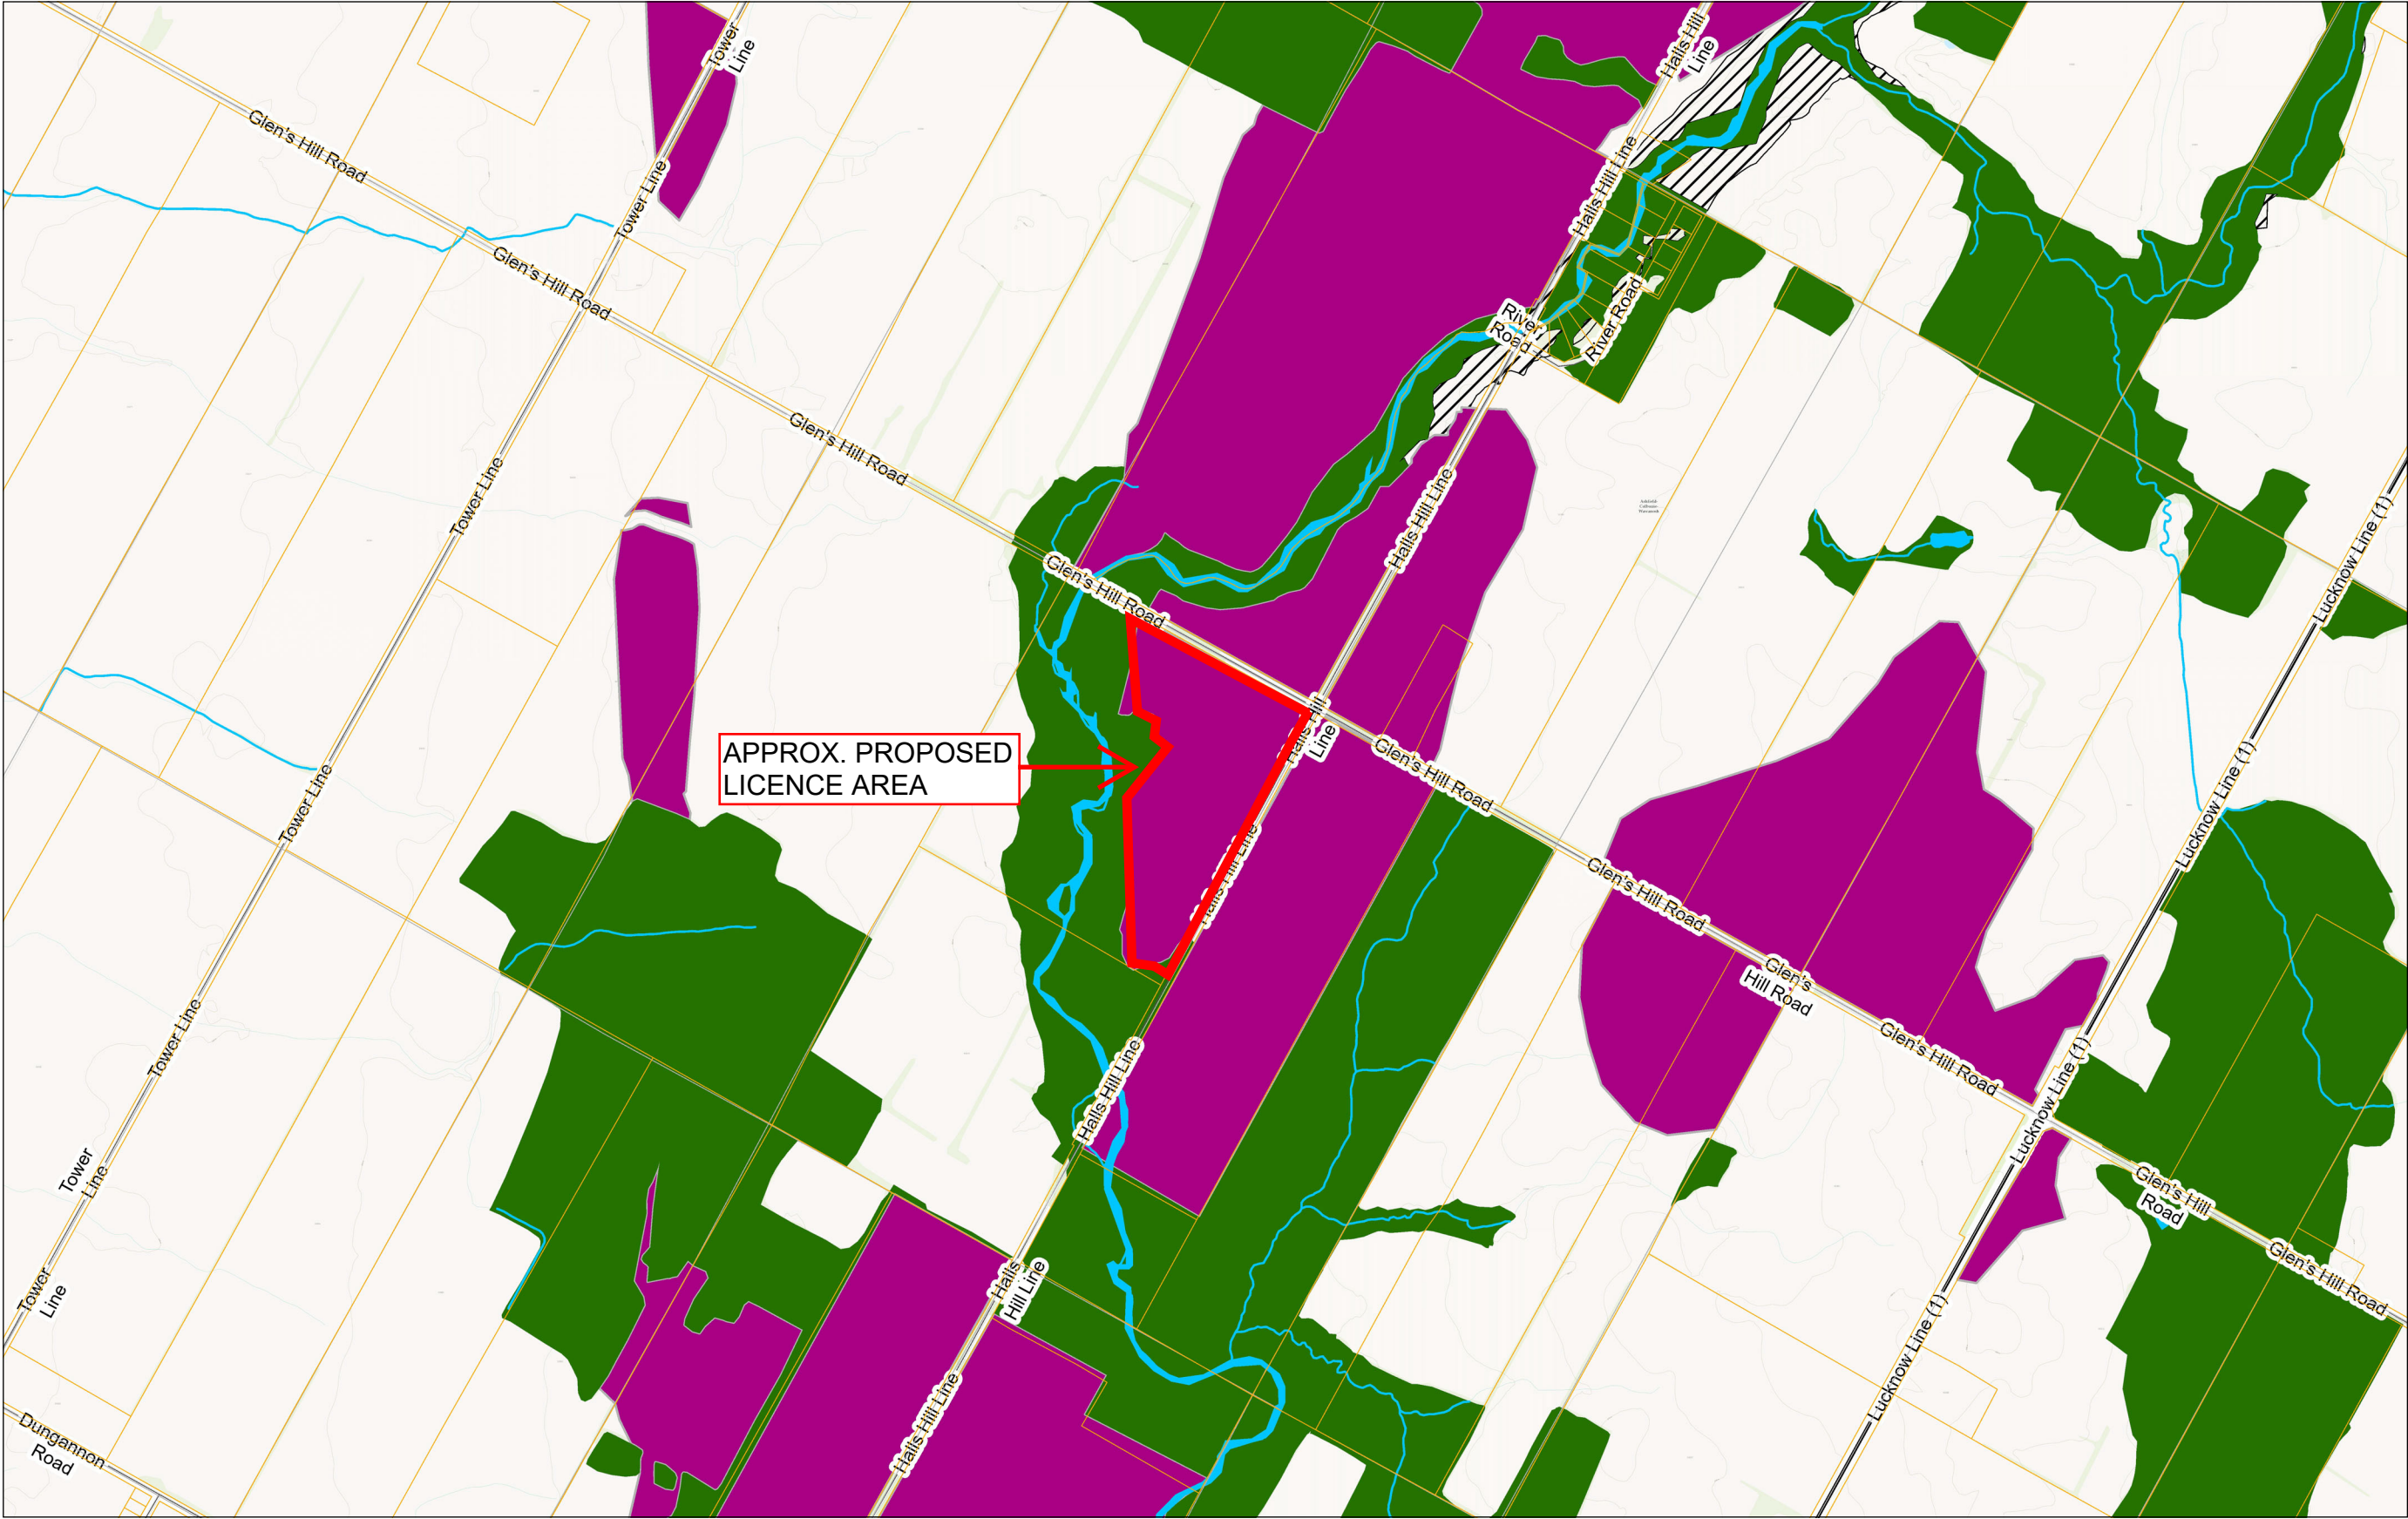 Tower
Line
Halls Hill
Line
Glen's Hill Road
Tower Line
Halls Hill Line
Glen's Hill Road
River
Road
River Road
Glen's Hill Road
Tower Line
Halls Hill Line
Lucknow Line (1)
Glen's Hill Road
Halls Hill
Line
APPROX. PROPOSED
LICENCE AREA
Glen's Hill Road
Tower Line
Lucknow Line (1)
Halls Hill Line
Glen's Hill Road
Glen's
Hill Road
Tower Line
Glen's Hill Road
Halls Hill Line
Lucknow Line (1)
Tower
Line
Glen's Hill
Road
Halls
Hill Line
Tower
Line
Glen's Hill Road
Lucknow Line (1)
Halls Hill Line
Dungannon
Road